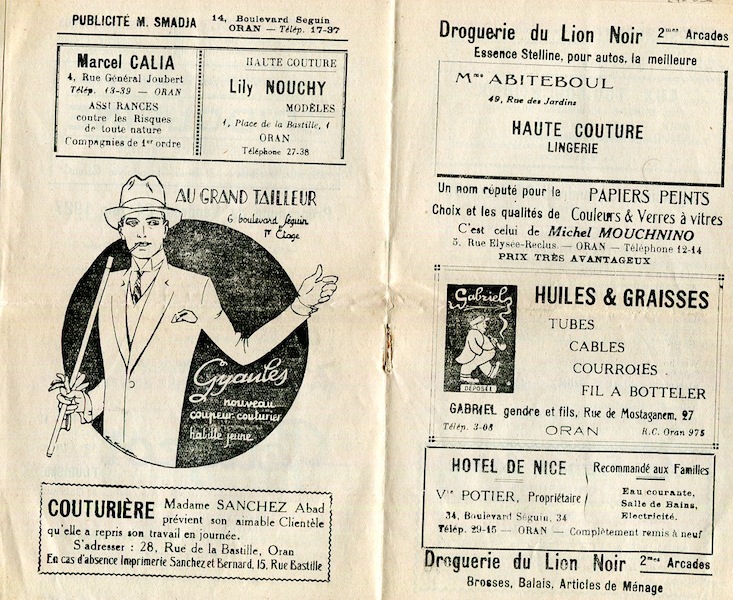 PUBLICITÉ M. SMADJA
14, Boulevard Seguin
ORAN — Télép. 17-37
Marcel CALIA
4, Rue Général Joubert
Télép. 13-39 — ORAN
ASSURANCES
contre les Risques
de toute nature
Compagnies de 1er ordre
HAUTE COUTURE
Lily NOUCHY
MODÈLES
1, Place de la Bastille, 1
ORAN
Téléphone 27-38
AU GRAND TAILLEUR
6 boulevard Séguin
1er Étage
nouveau
coupeur.couturier
habille jeune.
COUTURIÈRE
Madame SANCHEZ Abad
prévient son aimable Clientèle
qu'elle a repris son travail en journée.
S'adresser : 28, Rue de la Bastille, Oran
En cas d'absence Imprimerie Sanchez et Bernard, 15, Rue Bastille
Droguerie du Lion Noir 2mes Arcades
Essence Stelline, pour autos, la meilleure
Mme ABITEBOUL
49, Rue des Jardins
HAUTE COUTURE
LINGERIE
Un nom réputé pour le PAPIERS PEINTS
Choix et les qualités de Couleurs & Verres à vitres
C'est celui de Michel MOUCHNINO
5, Rue Elysée-Reclus. — ORAN — Téléphone 12-14
PRIX TRÈS AVANTAGEUX
Gabriel
DÉPOSÉE
HUILES & GRAISSES
TUBES
CABLES
COURROIES
FIL A BOTTELER
GABRIEL gendre et fils, Rue de Mostaganem, 27
Télép. 3-05 ORAN R.C. Oran 975
HOTEL DE NICE
Vve POTIER, Propriétaire
34, Boulevard Séguin, 34
Recommandé aux Familles
Eau courante,
Salle de Bains,
Electricité.
Télép. 29-15 — ORAN — Complètement remis à neuf
Droguerie du Lion Noir 2mes Arcades
Brosses, Balais, Articles de Ménage